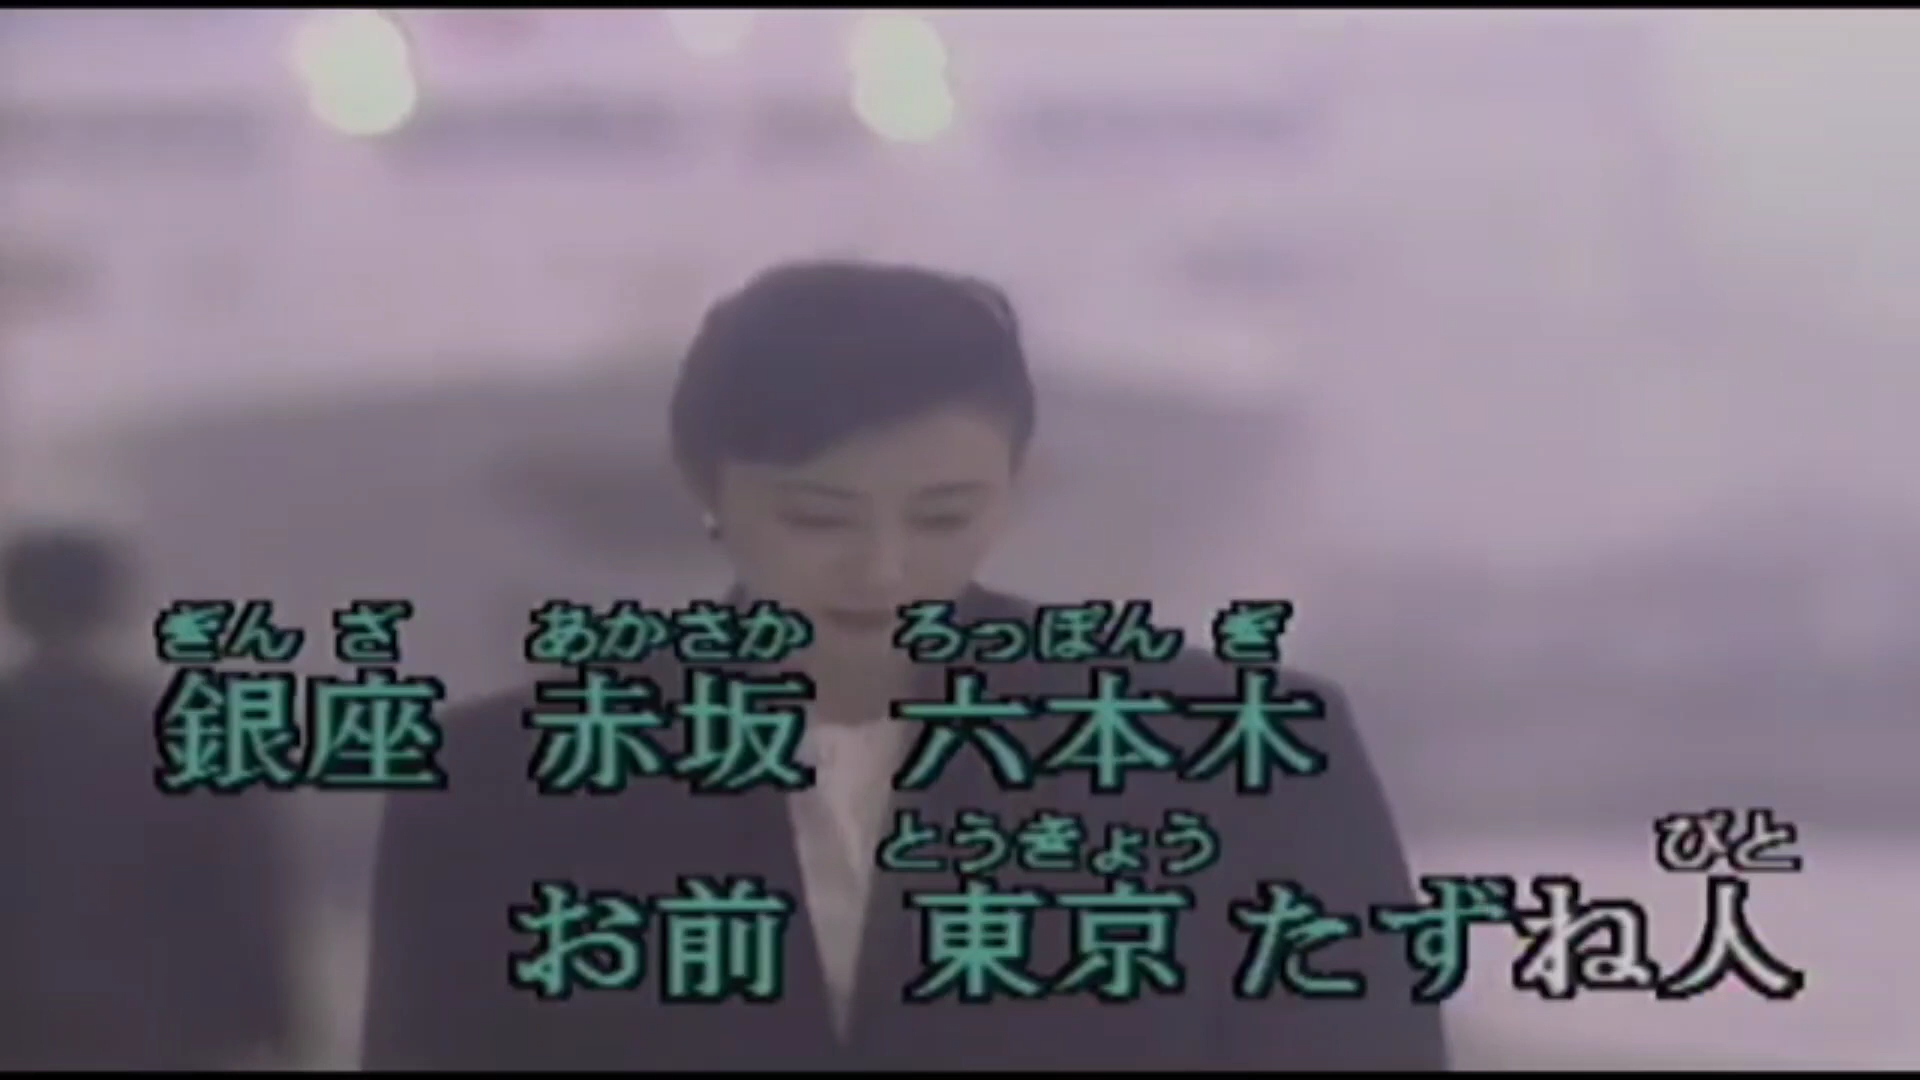 ぎんざ あかさか ろっぽんぎ
銀座 赤坂 六本木
とうきょう びと
お前 東京たずね人